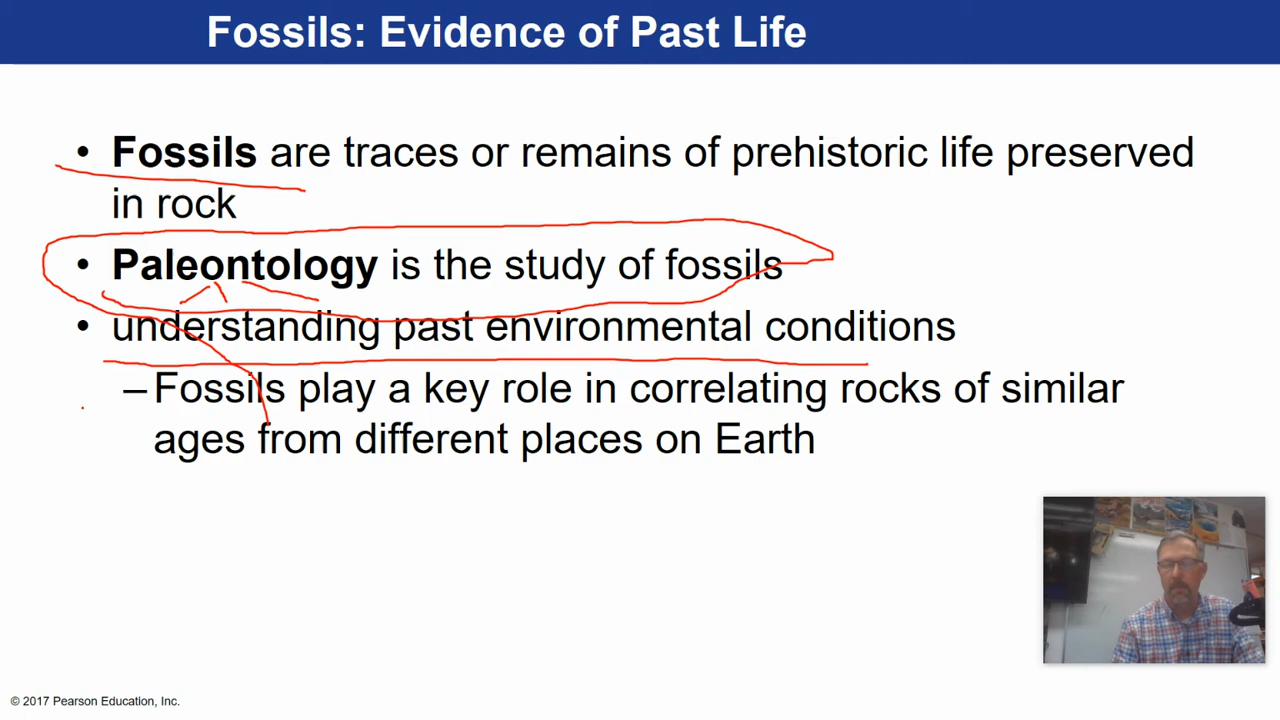 Fossils: Evidence of Past Life
• Fossils are traces or remains of prehistoric life preserved
in rock
• Paleontology is the study of fossils
• understanding past environmental conditions
–Fossils play a key role in correlating rocks of similar
ages from different places on Earth
© 2017 Pearson Education, Inc.